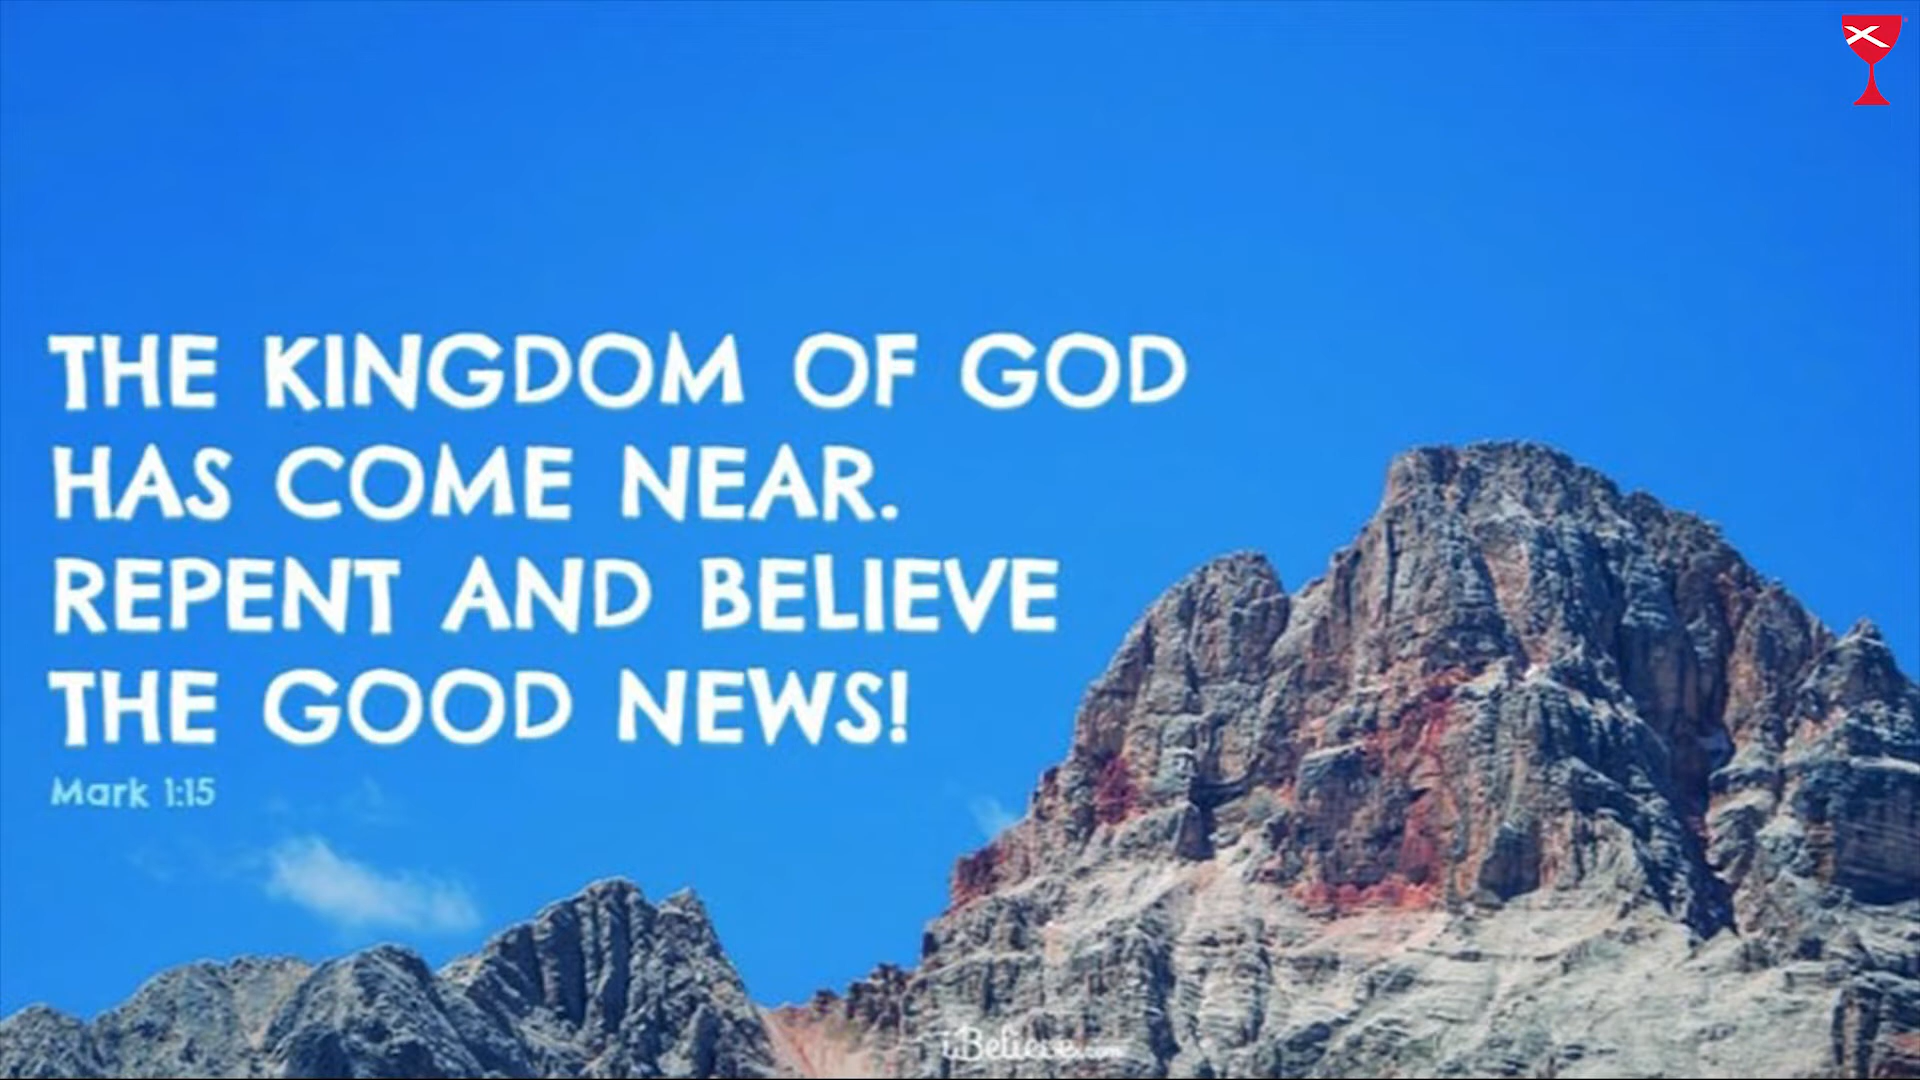 THE KINGDOM OF GOD
HAS COME NEAR.
REPENT AND BELIEVE
THE GOOD NEWS!
Mark 1:15
iBelieve.com